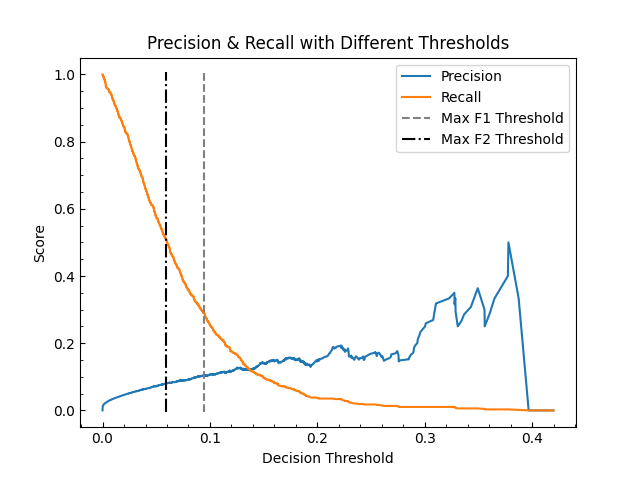 Precision & Recall with Different Thresholds
Precision
Recall
Max F1 Threshold
Max F2 Threshold
1.0
0.8
0.6
0.4
0.2
0.0
Score
0.0 0.1 0.2 0.3 0.4
Decision Threshold